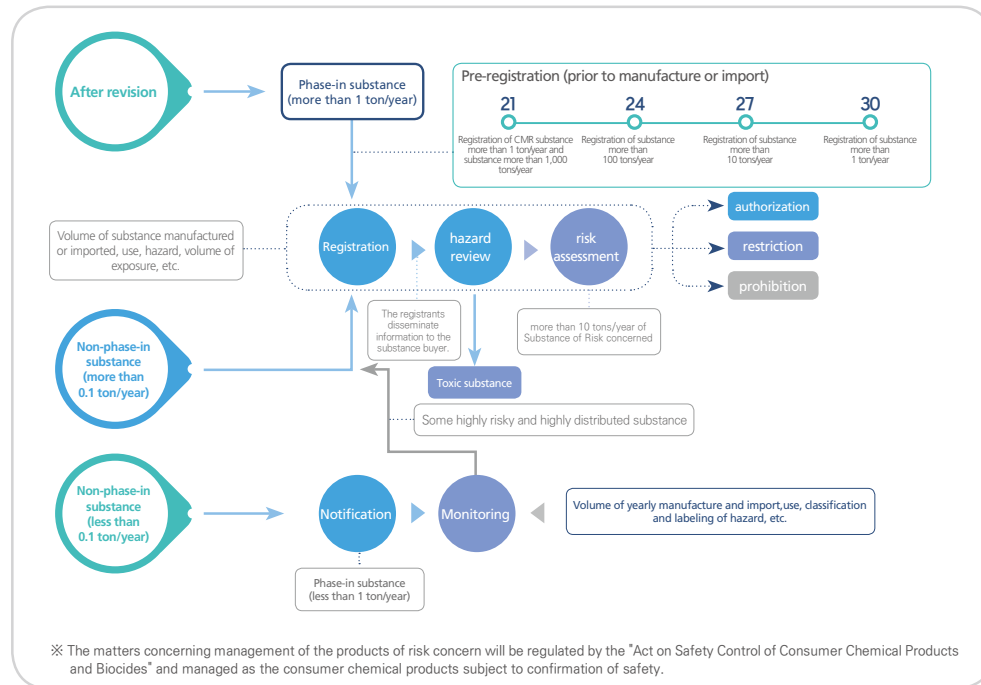 After revision
Phase-in substance
(more than 1 ton/year)
Pre-registration (prior to manufacture or import)
21
Registration of CMR substance
more than 1 ton/year and
substance more than 1,000
tons/year
24
Registration of substance
more than
100 tons/year
27
Registration of substance
more than
10 tons/year
30
Registration of substance
more than
1 ton/year
Volume of substance manufactured
or imported, use, hazard, volume of
exposure, etc.
Registration
hazard
review
risk
assessment
authorization
restriction
prohibition
The registrants
disseminate
information to the
substance buyer.
more than 10 tons/year of
Substance of Risk concerned
Non-phase-in
substance
(more than
0.1 ton/year)
Toxic substance
Some highly risky and highly distributed substance
Non-phase-in
substance
(less than
0.1 ton/year)
Notification
Monitoring
Volume of yearly manufacture and import,use, classification
and labeling of hazard, etc.
Phase-in substance
(less than 1 ton/year)
※ The matters concerning management of the products of risk concern will be regulated by the "Act on Safety Control of Consumer Chemical Products
and Biocides" and managed as the consumer chemical products subject to confirmation of safety.